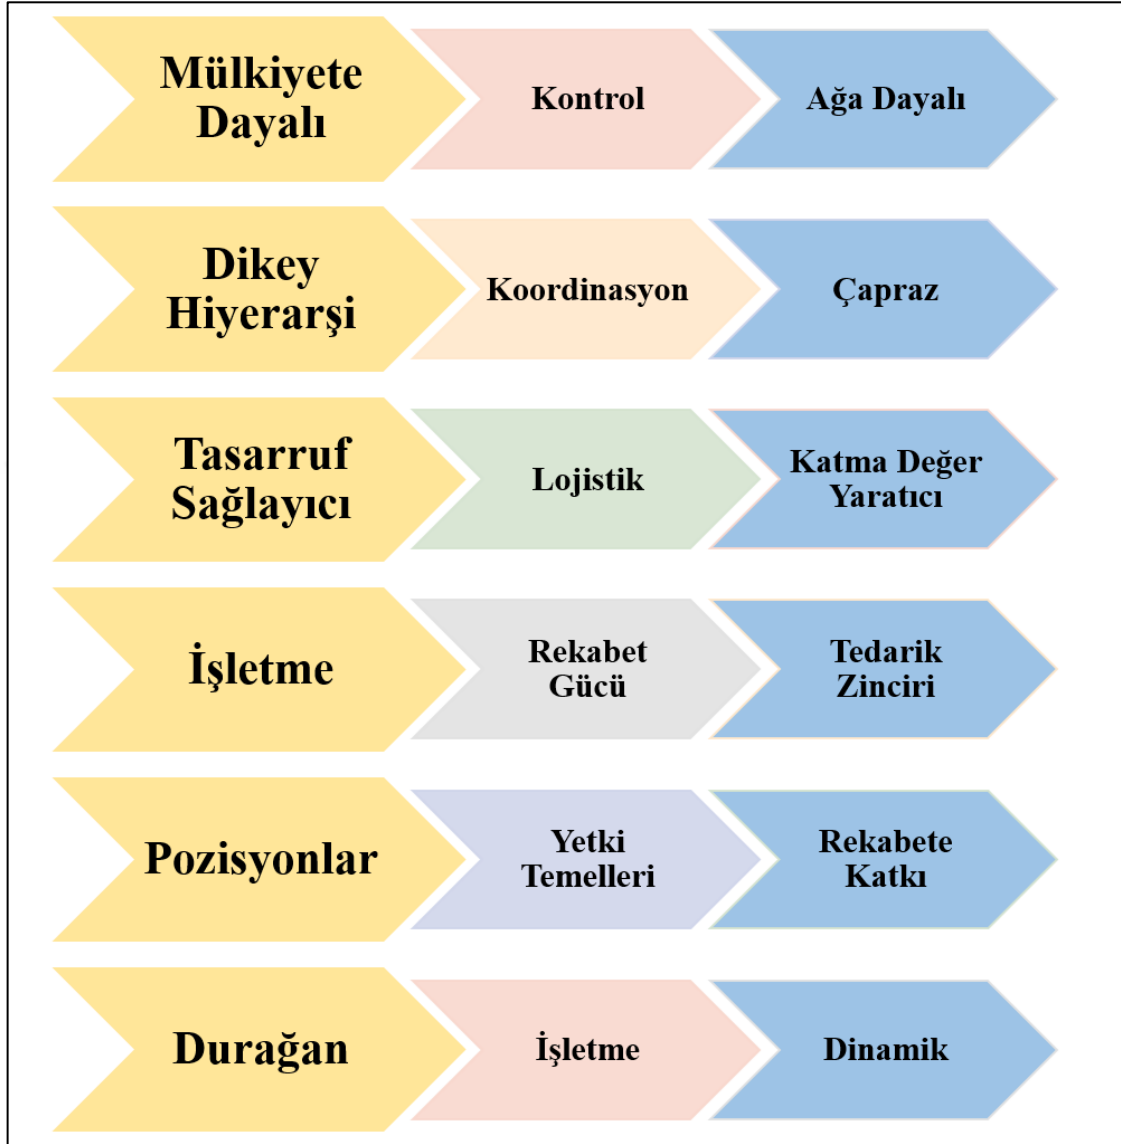 Mülkiyete
Dayalı
Kontrol
Ağa Dayalı
Dikey
Hiyerarşi
Koordinasyon
Çapraz
Tasarruf
Sağlayıcı
Lojistik
Katma Değer
Yaratıcı
İşletme
Rekabet
Gücü
Tedarik
Zinciri
Pozisyonlar
Yetki
Temelleri
Rekabete
Katkı
Durağan
İşletme
Dinamik